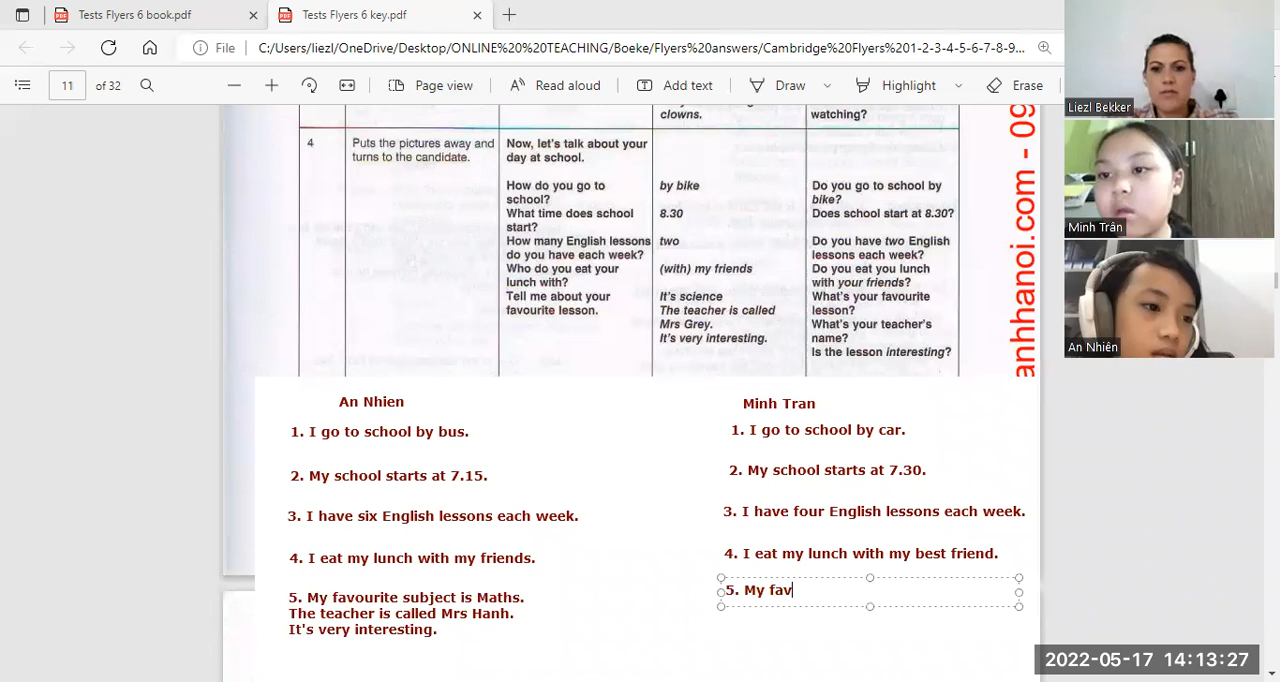 Tests Flyers 6 book.pdf
Tests Flyers 6 key.pdf
File
C:/Users/liezl/OneDrive/Desktop/ONLINE%20%20TEACHING/Boeke/Flyers%20answers/Cambridge%20Flyers%201-2-3-4-5-6-7-8-9...
11 of 32
Page view
Read aloud
Add text
Draw
Highlight
Erase
Liezl Bekker
Minh Trân
An Nhiên
clowns.
watching?
4
Puts the pictures away and
turns to the candidate.
Now, let's talk about your
day at school.
How do you go to
school?
What time does school
start?
How many English lessons
do you have each week?
Who do you eat your
lunch with?
Tell me about your
favourite lesson.
by bike
8.30
two
(with) my friends
It's science
The teacher is called
Mrs Grey.
It's very interesting.
Do you go to school by
bike?
Does school start at 8.30?
Do you have two English
lessons each week?
Do you eat you lunch
with your friends?
What's your favourite
lesson?
What's your teacher's
name?
Is the lesson interesting?
anhhanoi.com - 09
An Nhien
1. I go to school by bus.
2. My school starts at 7.15.
3. I have six English lessons each week.
4. I eat my lunch with my friends.
5. My favourite subject is Maths.
The teacher is called Mrs Hanh.
It's very interesting.
Minh Tran
1. I go to school by car.
2. My school starts at 7.30.
3. I have four English lessons each week.
4. I eat my lunch with my best friend.
5. My fav
2022-05-17 14:13:27